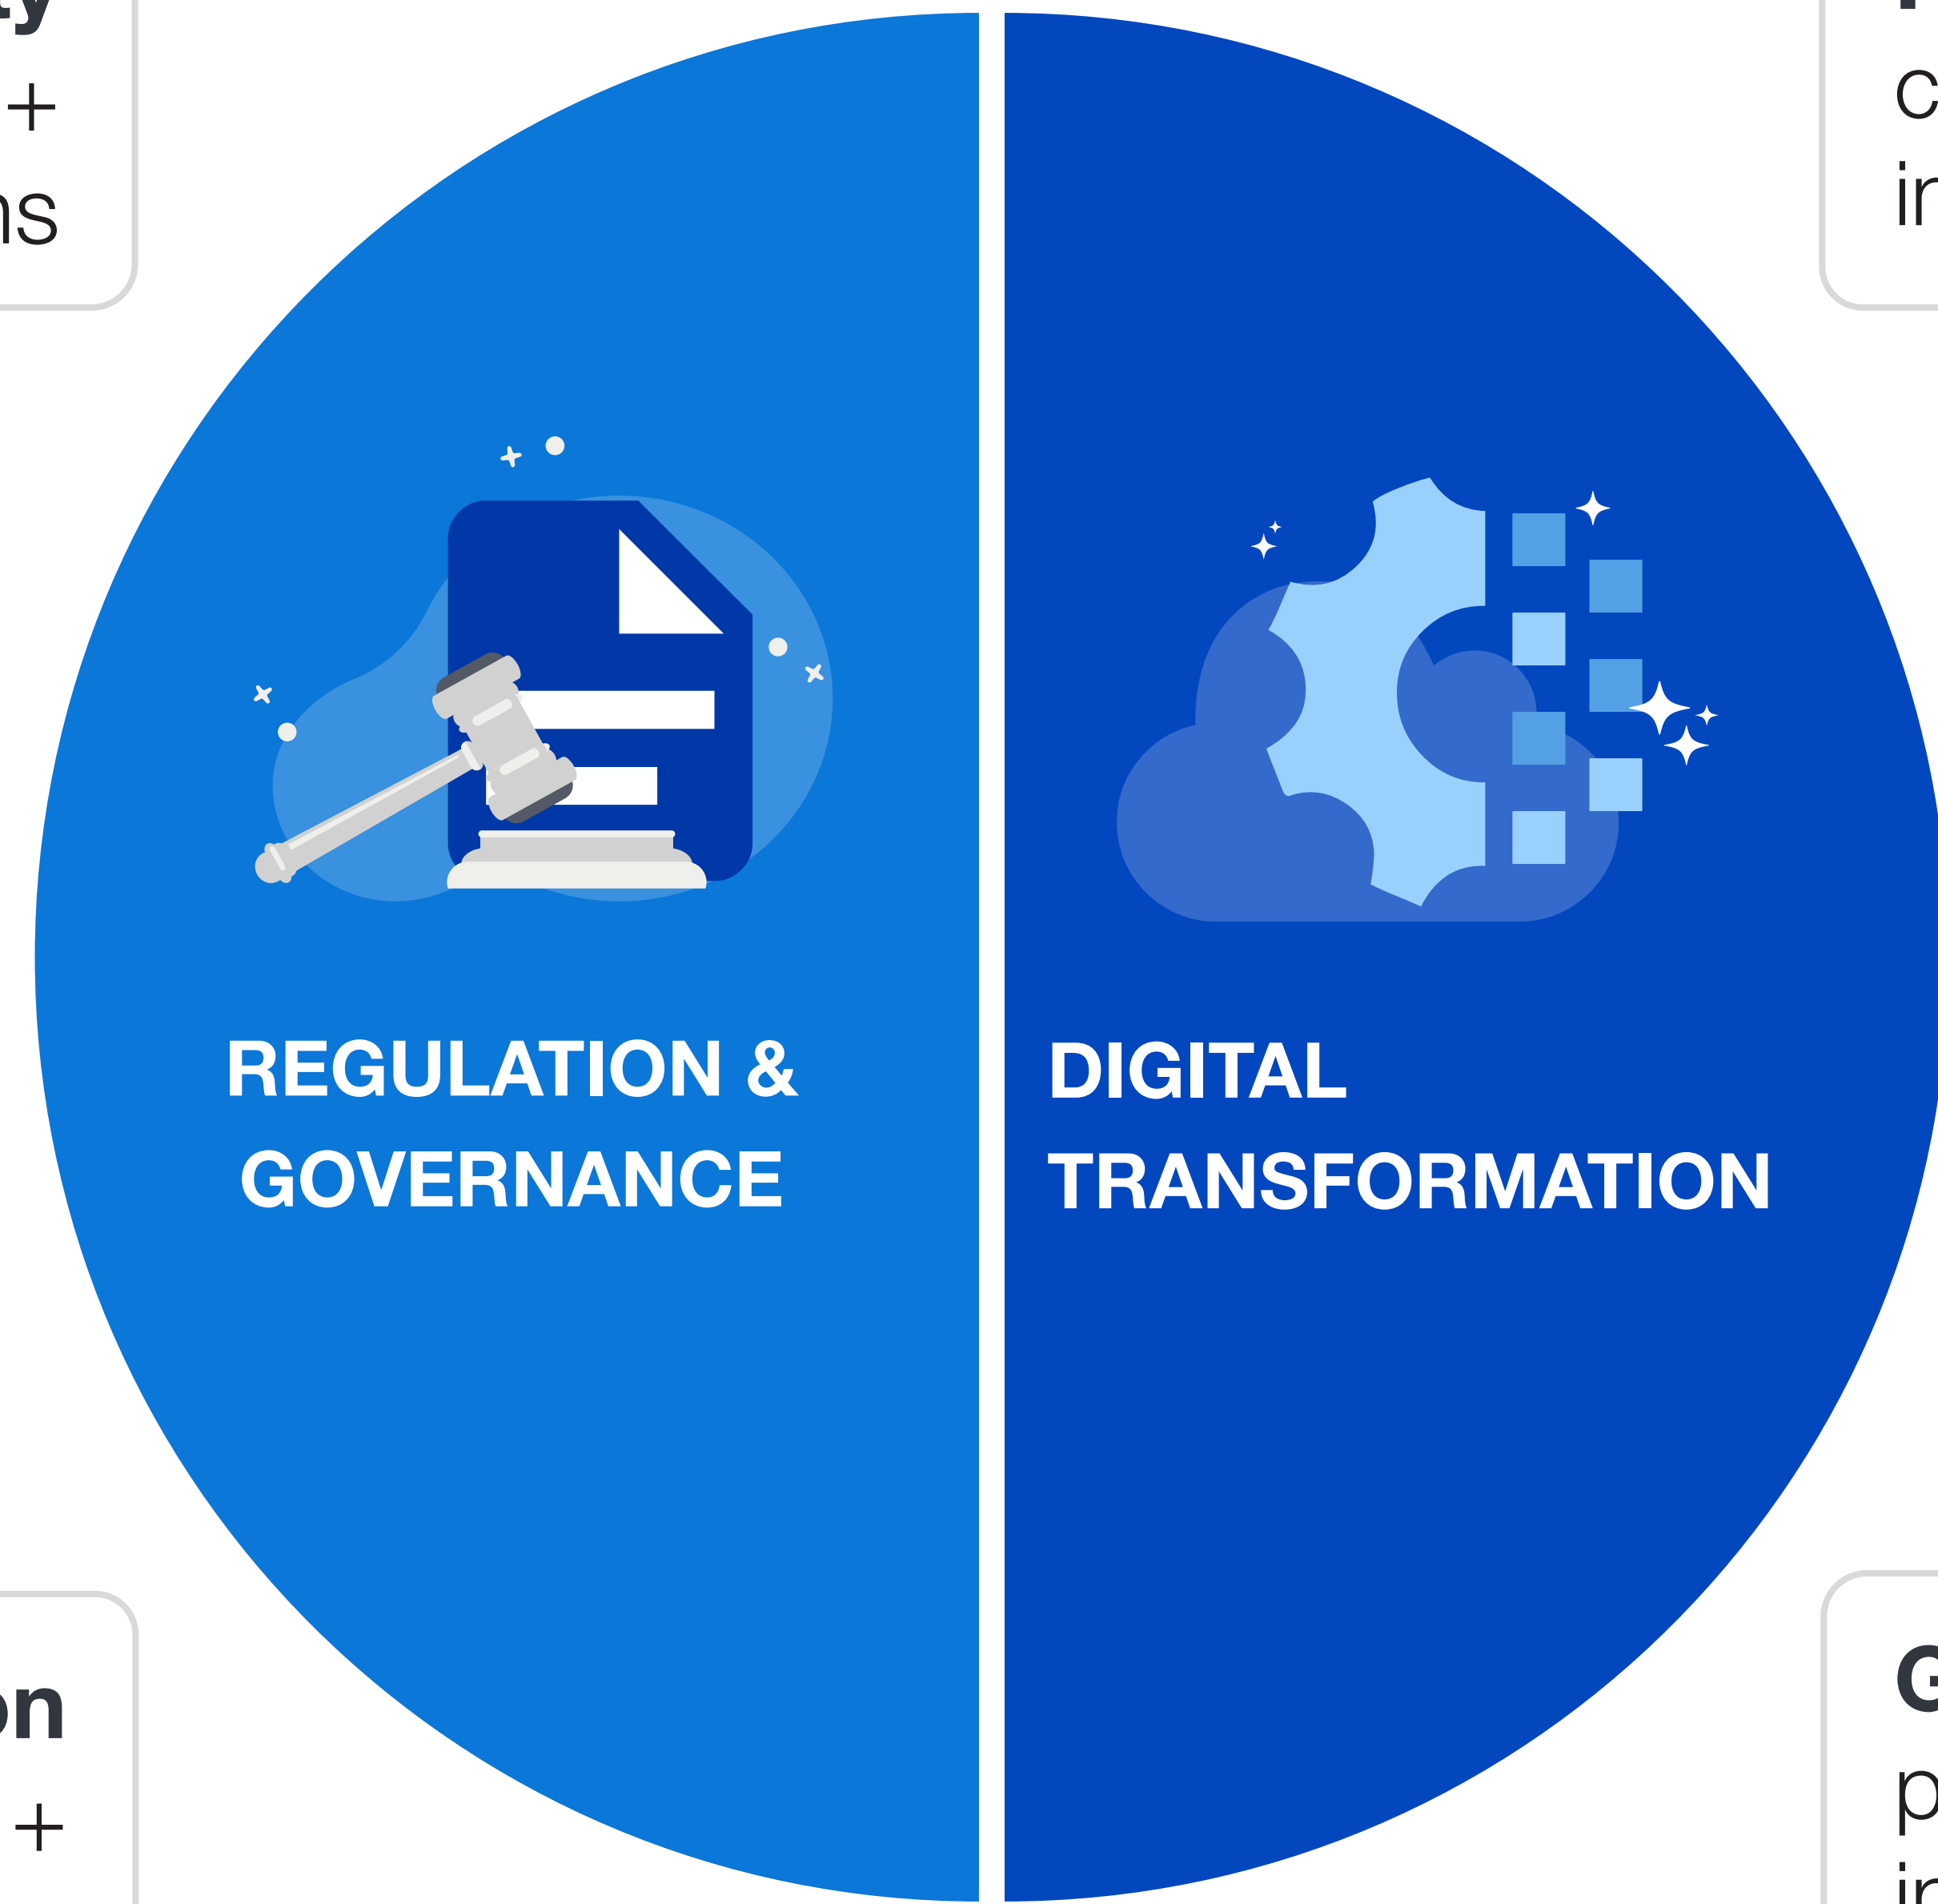 REGULATION &
GOVERNANCE
DIGITAL
TRANSFORMATION
+
+